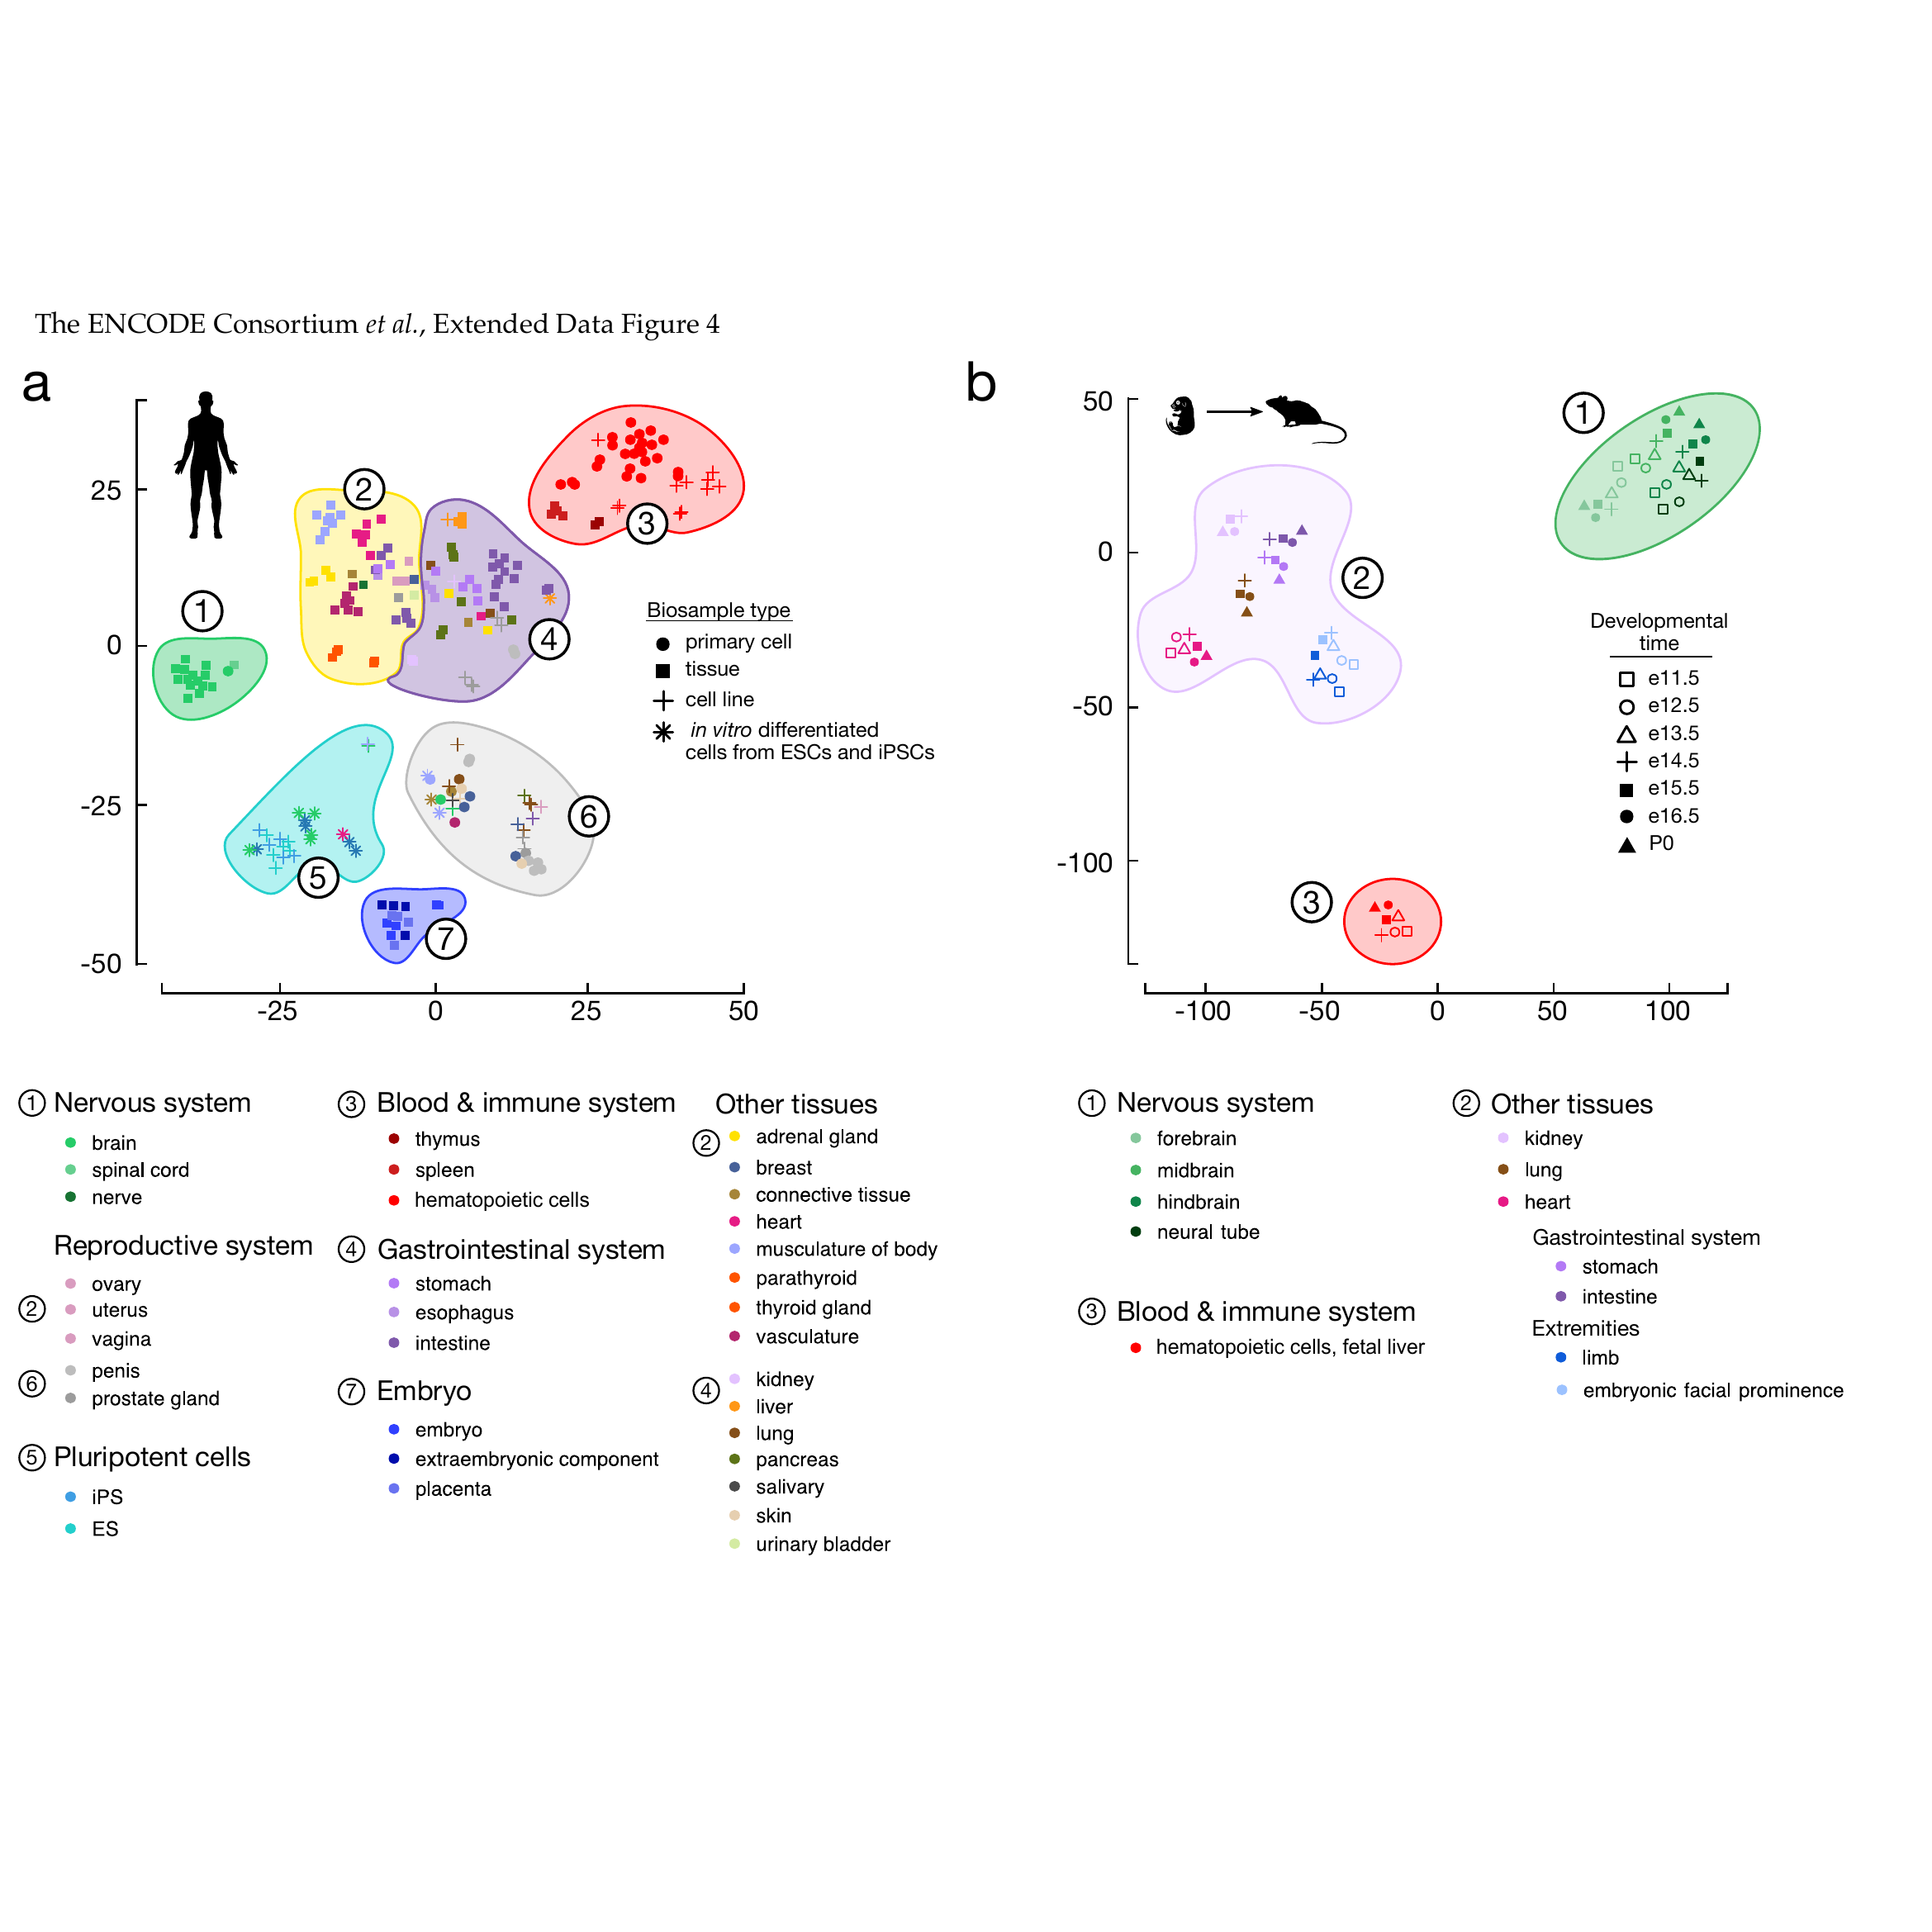 The ENCODE Consortium et al., Extended Data Figure 4
a
25
0
-25
-50
-25
0
25
50
1
2
3
4
5
6
7
Biosample type
primary cell
tissue
cell line
in vitro differentiated
cells from ESCs and iPSCs
b
50
0
-50
-100
-100
-50
0
50
100
1
2
3
Developmental
time
e11.5
e12.5
e13.5
e14.5
e15.5
e16.5
P0
1 Nervous system
brain
spinal cord
nerve
Reproductive system
ovary
2 uterus
vagina
penis
6
prostate gland
5 Pluripotent cells
iPS
ES
3 Blood & immune system
thymus
spleen
hematopoietic cells
4 Gastrointestinal system
stomach
esophagus
intestine
7 Embryo
embryo
extraembryonic component
placenta
Other tissues
2 adrenal gland
breast
connective tissue
heart
musculature of body
parathyroid
thyroid gland
vasculature
kidney
4
liver
lung
pancreas
salivary
skin
urinary bladder
1 Nervous system
forebrain
midbrain
hindbrain
neural tube
3 Blood & immune system
hematopoietic cells, fetal liver
2 Other tissues
kidney
lung
heart
Gastrointestinal system
stomach
intestine
Extremities
limb
embryonic facial prominence